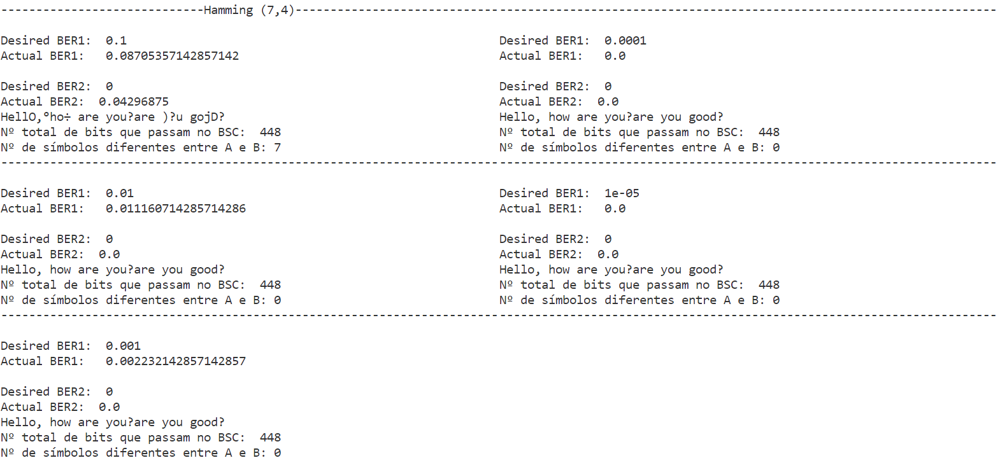 -----------------------------Hamming (7,4)----------------------------------------------------------------------------------------------------
Desired BER1:  0.1
Actual BER1:   0.08705357142857142
Desired BER2:  0
Actual BER2:  0.04296875
HellO,°ho÷ are you?are )?u gojD?
Nº total de bits que passam no BSC:  448
Nº de símbolos diferentes entre A e B: 7
Desired BER1:  0.0001
Actual BER1:   0.0
Desired BER2:  0
Actual BER2:  0.0
Hello, how are you?are you good?
Nº total de bits que passam no BSC:  448
Nº de símbolos diferentes entre A e B: 0
----------------------------------------------------------------------------------------------------------------------------------------------
Desired BER1:  0.01
Actual BER1:   0.011160714285714286
Desired BER2:  0
Actual BER2:  0.0
Hello, how are you?are you good?
Nº total de bits que passam no BSC:  448
Nº de símbolos diferentes entre A e B: 0
Desired BER1:  1e-05
Actual BER1:   0.0
Desired BER2:  0
Actual BER2:  0.0
Hello, how are you?are you good?
Nº total de bits que passam no BSC:  448
Nº de símbolos diferentes entre A e B: 0
----------------------------------------------------------------------------------------------------------------------------------------------
Desired BER1:  0.001
Actual BER1:   0.002232142857142857
Desired BER2:  0
Actual BER2:  0.0
Hello, how are you?are you good?
Nº total de bits que passam no BSC:  448
Nº de símbolos diferentes entre A e B: 0